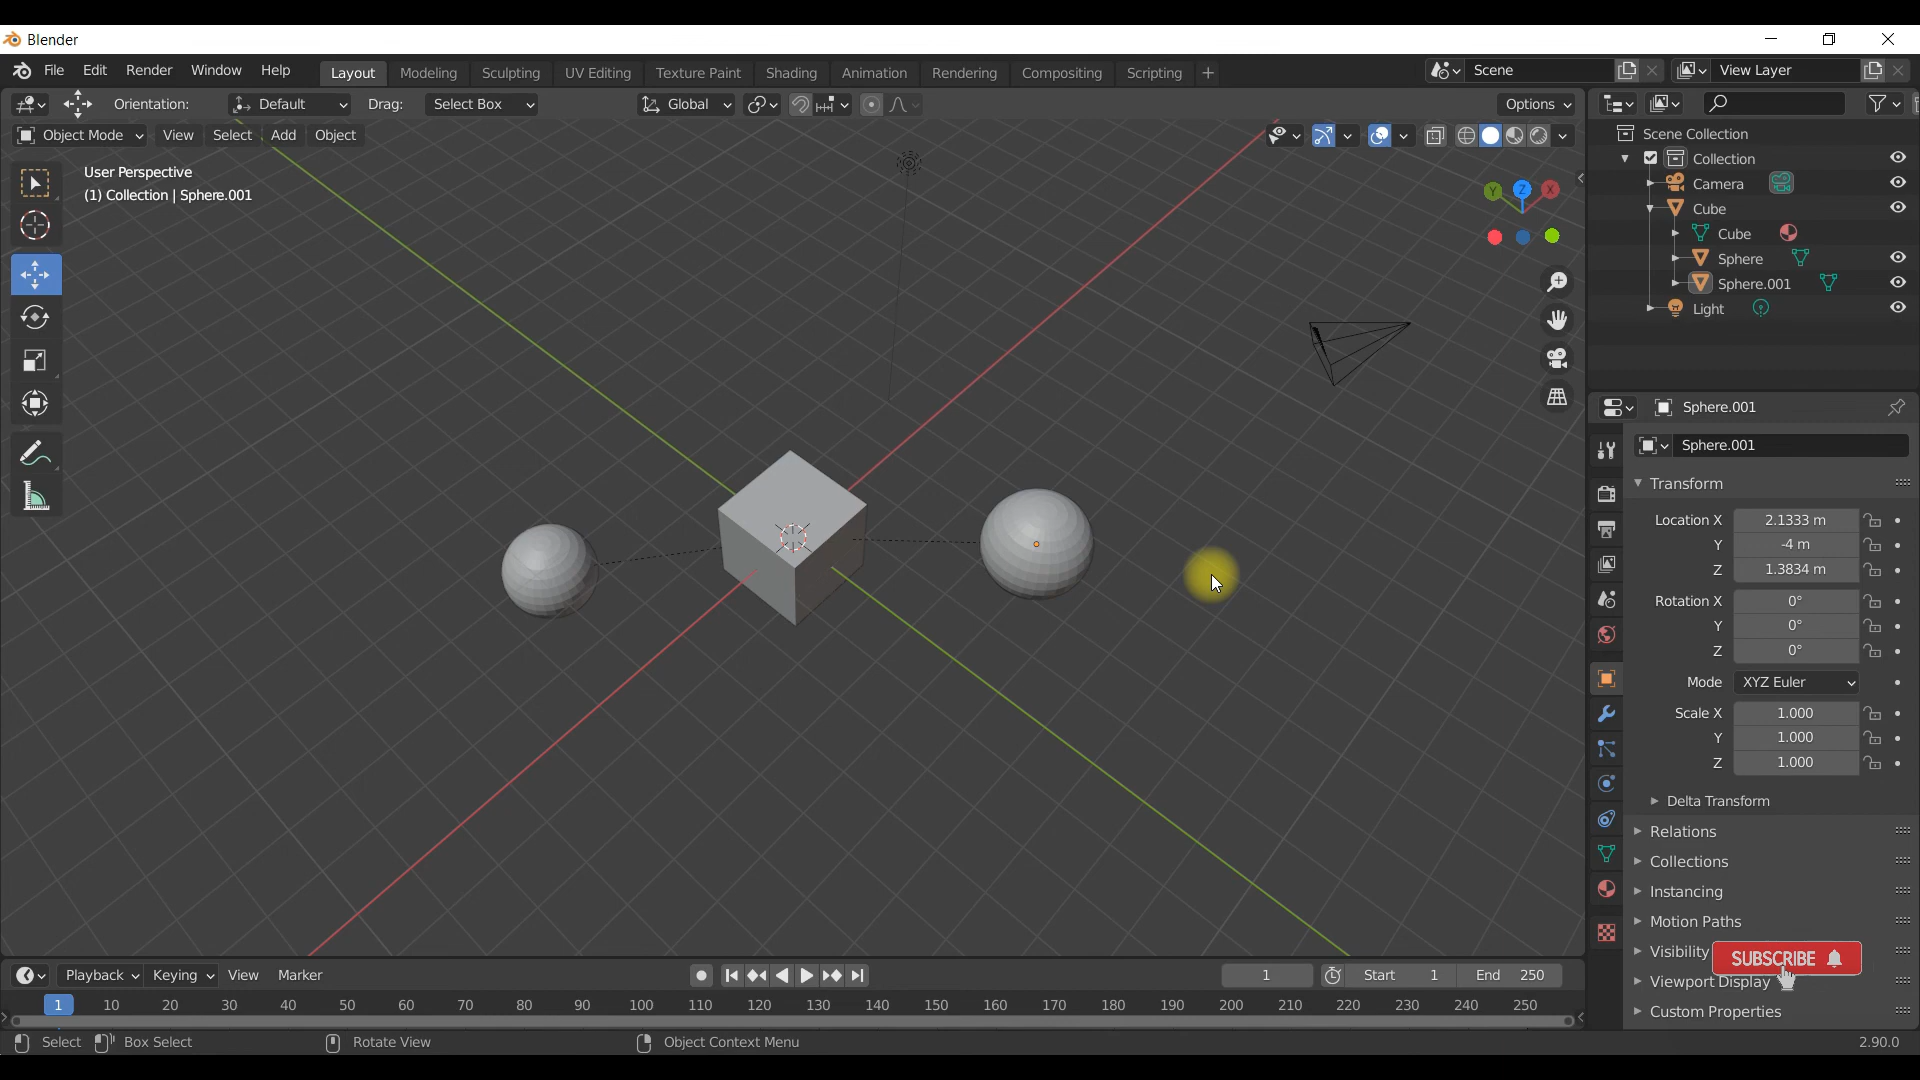 Blender
File Edit Render Window Help Layout Modeling Sculpting UV Editing Texture Paint Shading Animation Rendering Compositing Scripting + Scene View Layer
Orientation: Default Drag: Select Box Global Options
Object Mode View Select Add Object
User Perspective
(1) Collection | Sphere.001
Y Z X
Scene Collection
Collection
Camera
Cube
Cube
Sphere
Sphere.001
Light
Sphere.001
Sphere.001
Transform
Location X 2.1333 m
Y -4 m
Z 1.3834 m
Rotation X 0°
Y 0°
Z 0°
Mode XYZ Euler
Scale X 1.000
Y 1.000
Z 1.000
Delta Transform
Relations
Collections
Instancing
Motion Paths
Visibility
SUBSCRIBE
Viewport Display
Custom Properties
Playback Keying View Marker 1 Start 1 End 250
1 10 20 30 40 50 60 70 80 90 100 110 120 130 140 150 160 170 180 190 200 210 220 230 240 250
Select Box Select Rotate View Object Context Menu 2.90.0